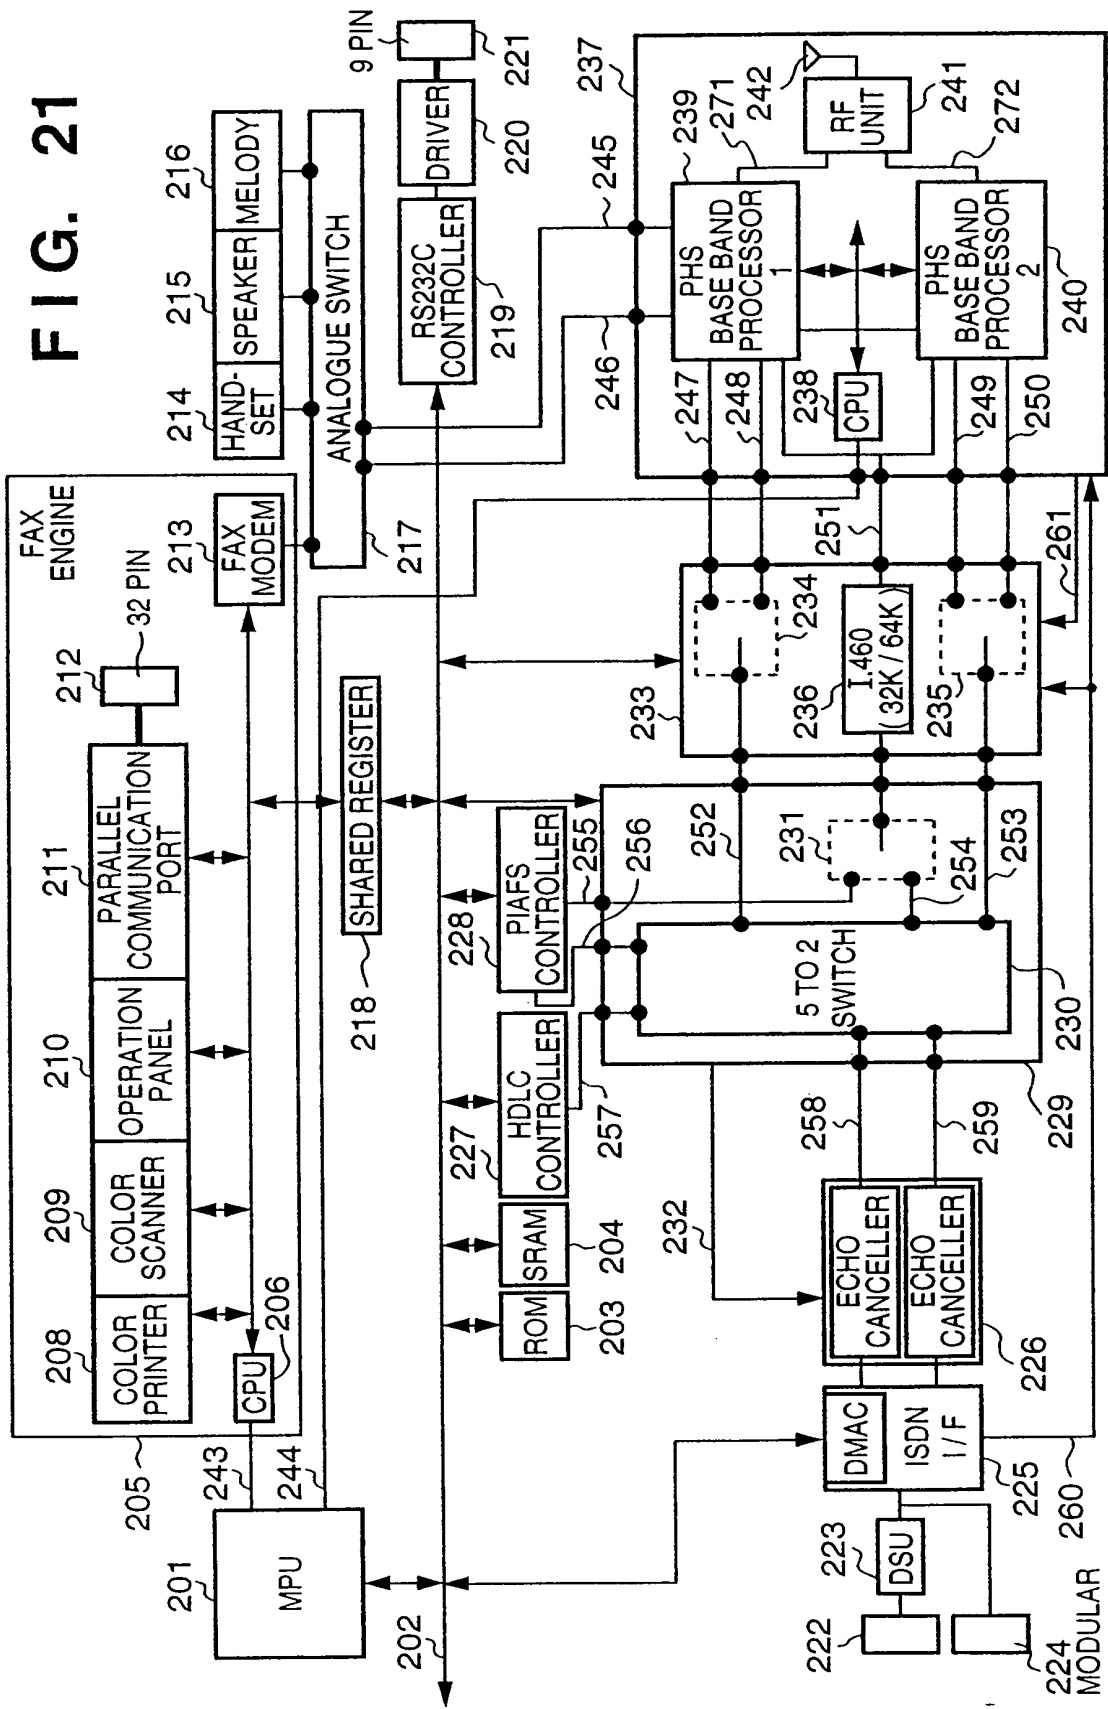 FIG. 21
FAX
ENGINE
205
208
COLOR
PRINTER
209
COLOR
SCANNER
210
OPERATION
PANEL
211
PARALLEL
COMMUNICATION
PORT
212
32 PIN
213
FAX
MODEM
CPU
206
214
HAND-
SET
215
SPEAKER
216
MELODY
ANALOGUE SWITCH
217
9 PIN
221
DRIVER
220
RS232C
CONTROLLER
219
201
MPU
243
244
202
SHARED REGISTER
218
ROM
203
SRAM
204
227
HDLC
CONTROLLER
257
228
PIAFS
CONTROLLER
255
256
232
252
231
254
253
5 TO 2
SWITCH
230
229
258
259
ECHO
CANCELLER
ECHO
CANCELLER
226
DMAC
ISDN
I/F
225
260
223
DSU
222
224
MODULAR
233
234
236
I.460
(32K/64K)
235
251
261
246
245
247
248
249
250
238
CPU
237
239
PHS
BASE BAND
PROCESSOR
1
PHS
BASE BAND
PROCESSOR
2
240
271
272
242
RF
UNIT
241